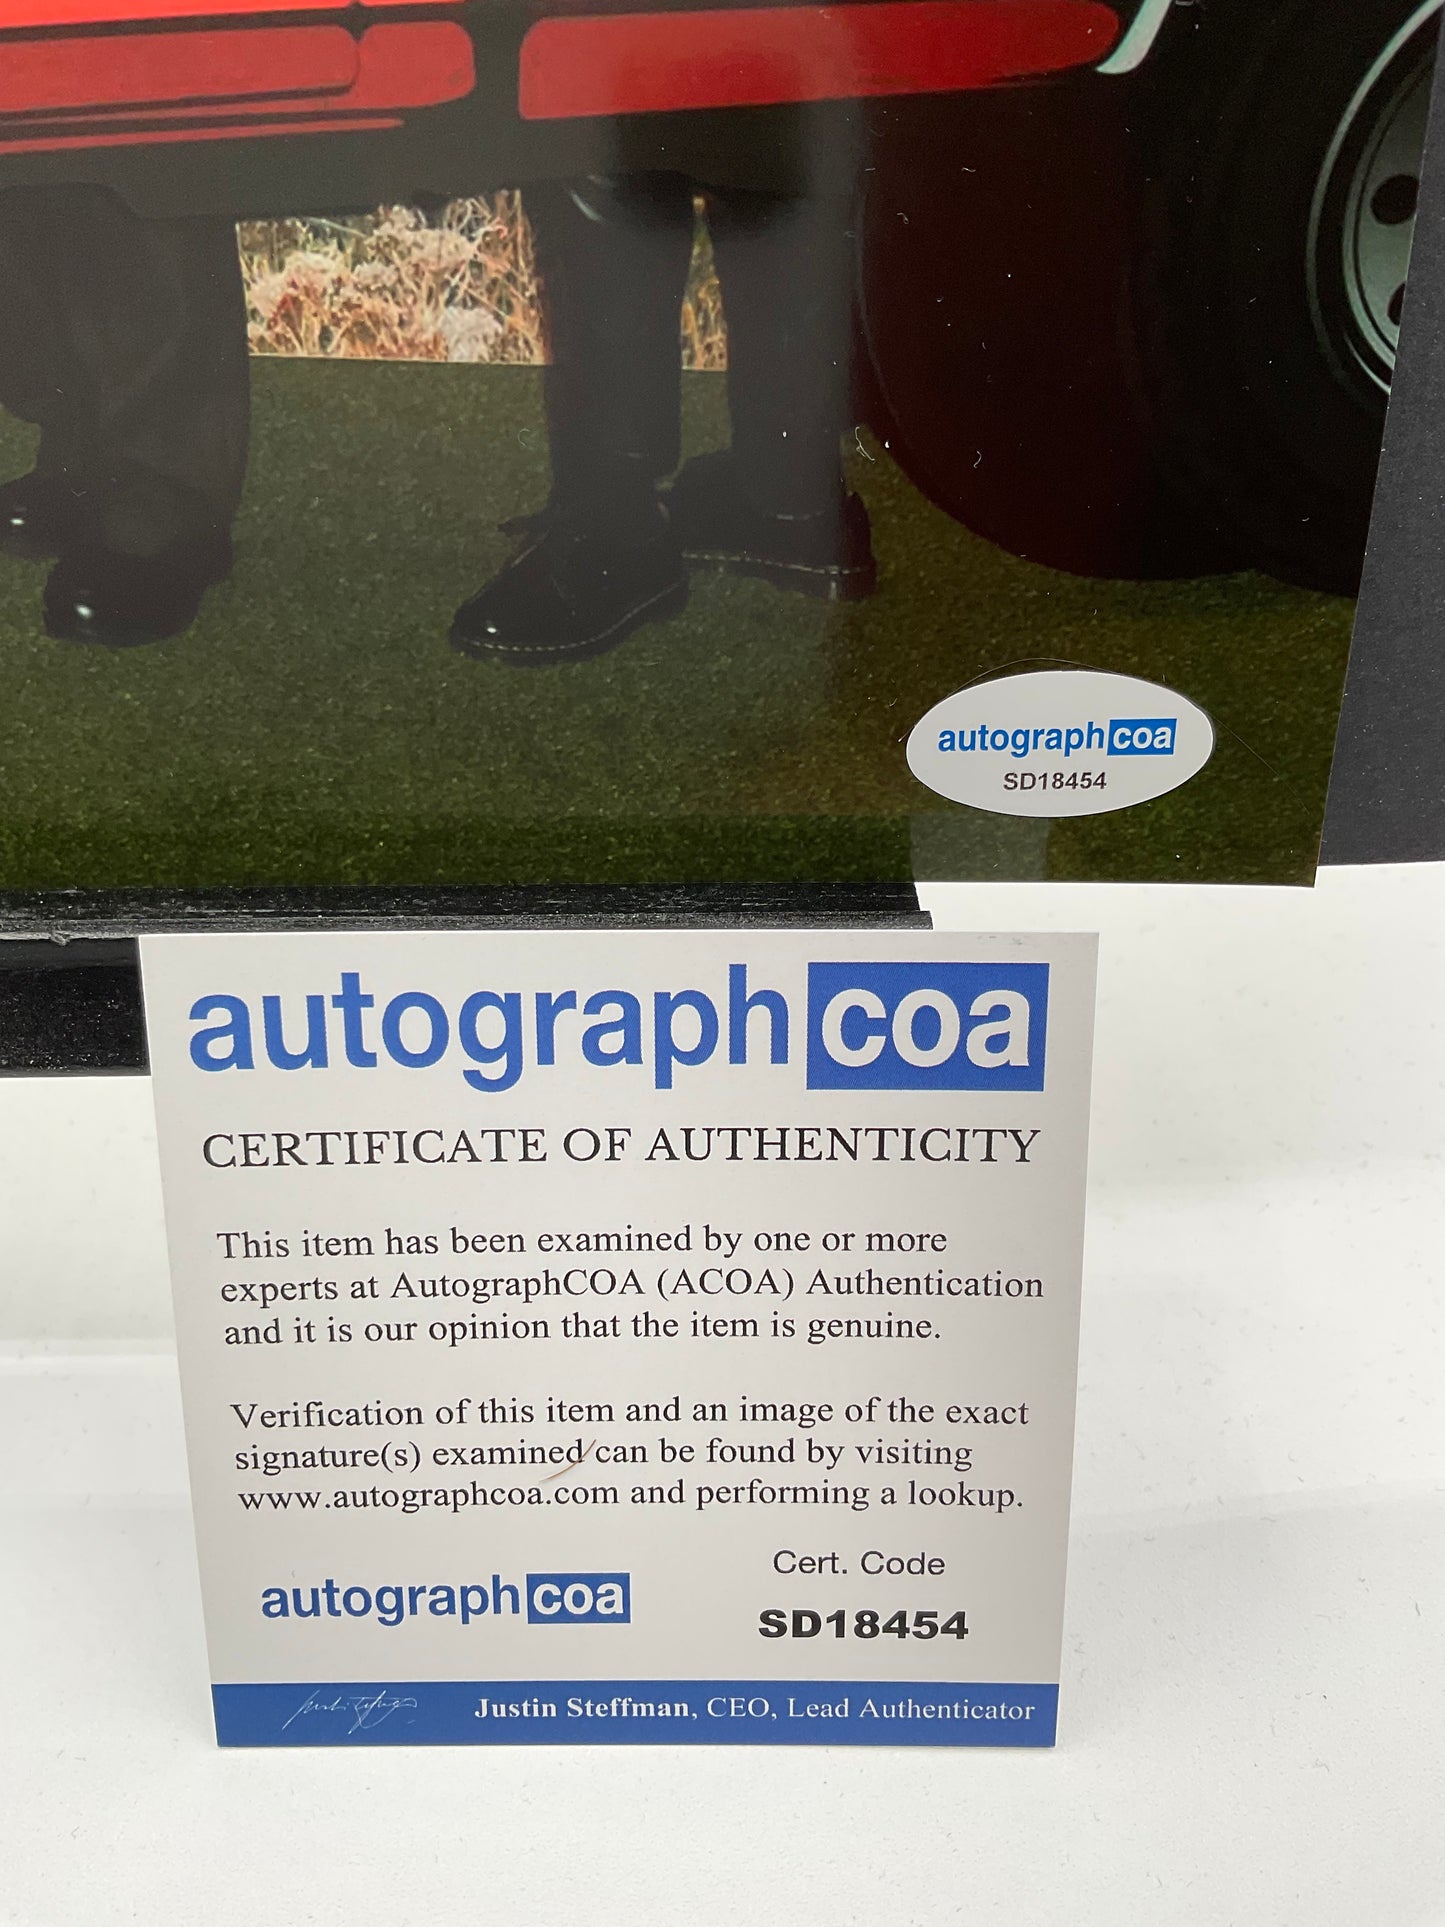 autographcoa
SD18454
autographcoa
CERTIFICATE OF AUTHENTICITY
This item has been examined by one or more
experts at AutographCOA (ACOA) Authentication
and it is our opinion that the item is genuine.
Verification of this item and an image of the exact
signature(s) examined can be found by visiting
www.autographcoa.com and performing a lookup.
autographcoa
Cert. Code
SD18454
Justin Steffman, CEO, Lead Authenticator